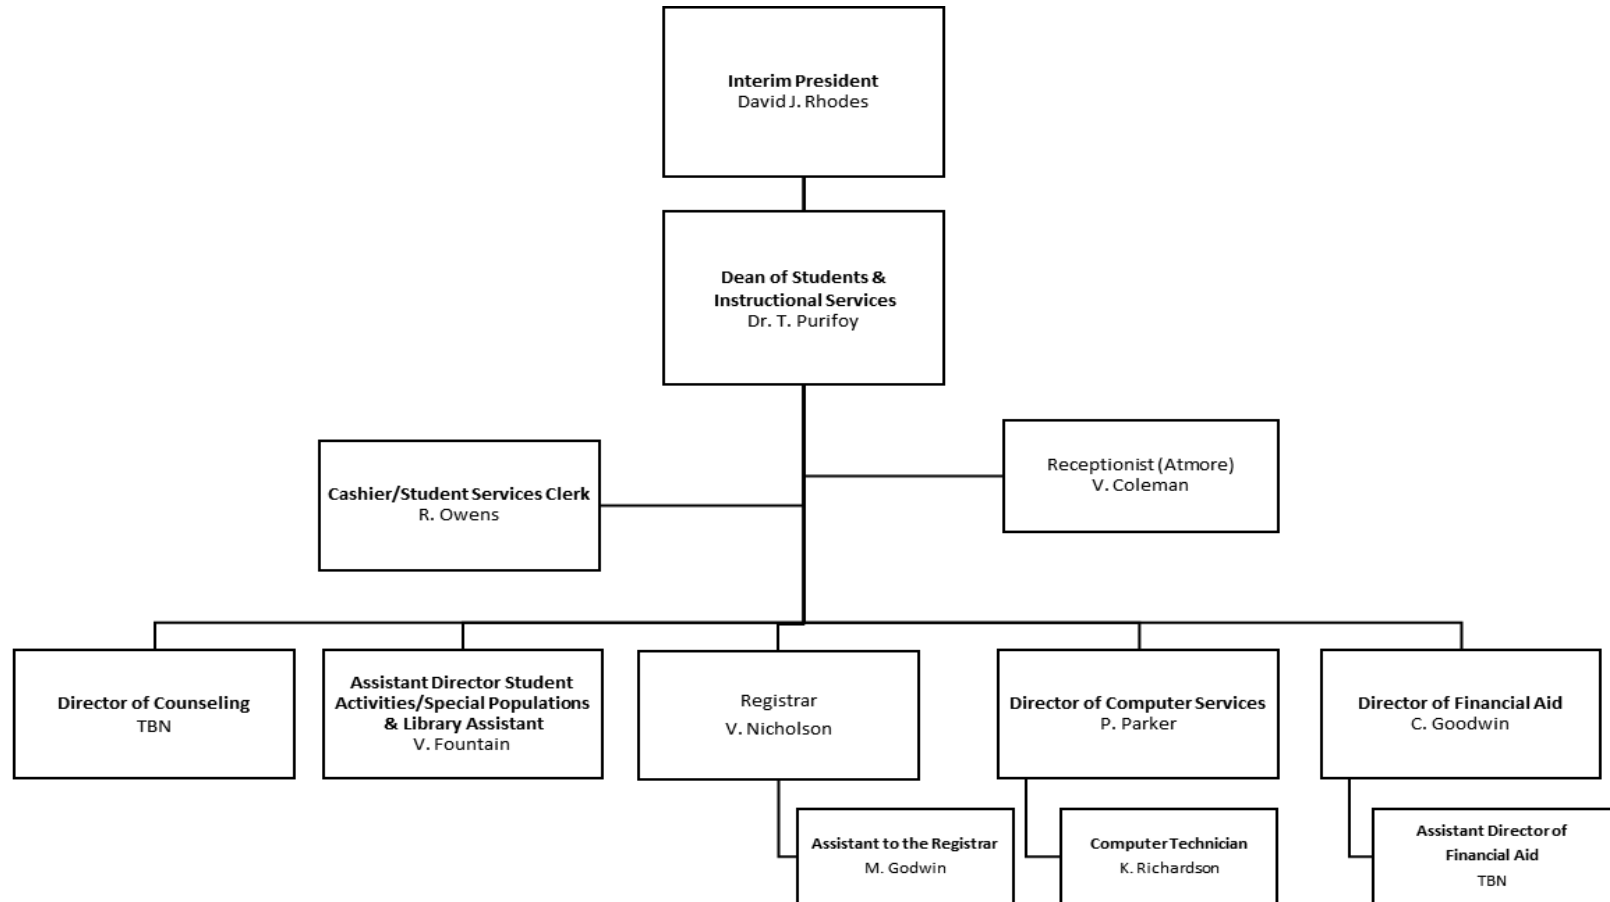 Interim President
David J. Rhodes
Dean of Students &
Instructional Services
Dr. T. Purifoy
Cashier/Student Services Clerk
R. Owens
Receptionist (Atmore)
V. Coleman
Director of Counseling
TBN
Assistant Director Student
Activities/Special Populations
& Library Assistant
V. Fountain
Registrar
V. Nicholson
Director of Computer Services
P. Parker
Director of Financial Aid
C. Goodwin
Assistant to the Registrar
M. Godwin
Computer Technician
K. Richardson
Assistant Director of
Financial Aid
TBN